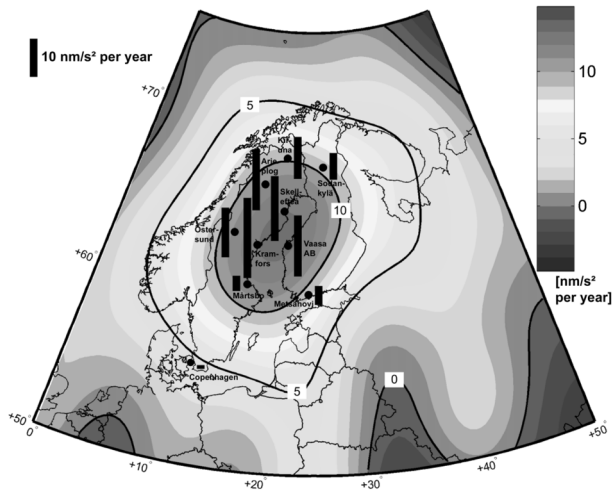 10 nm/s² per year
10
5
0
[nm/s²
per year]
+70
5
Kir-
una
Arje-
plog
Sodan-
kylä
Skell-
eftea
10
Öster-
sund
+60
Kram-
fors
Vaasa
AB
Mårtsbo
Metsähovi
Copenhagen
0
5
+50
0
+10
+20
+30
+40
+50